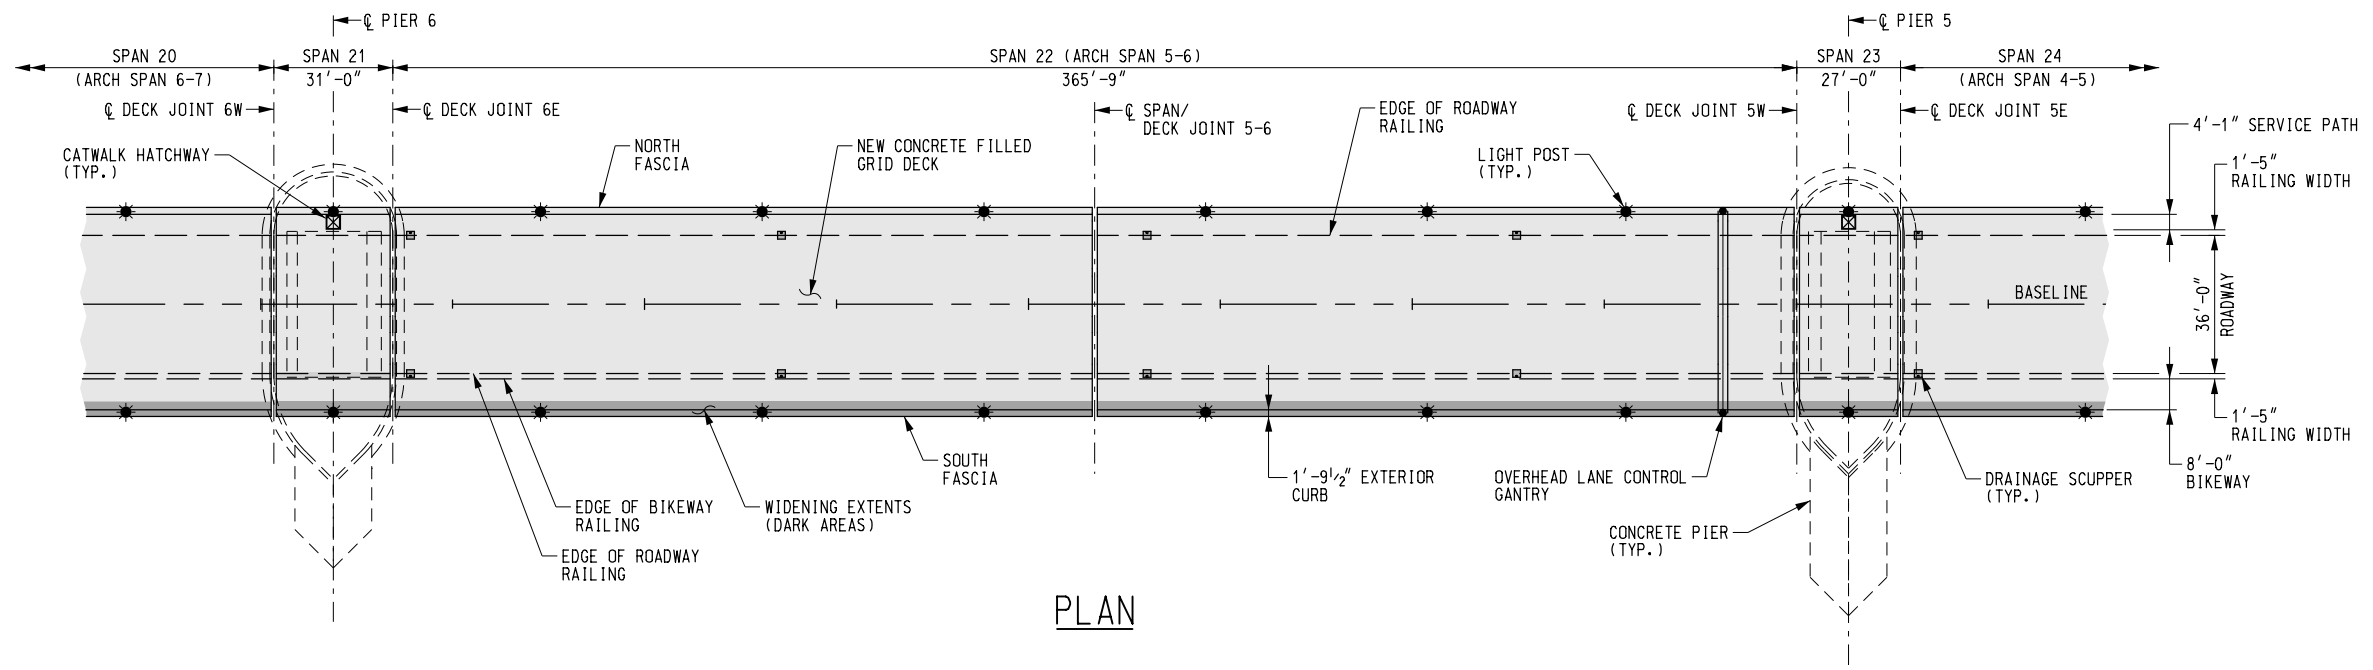 ℄ PIER 6
℄ PIER 5
SPAN 20
(ARCH SPAN 6-7)
SPAN 21
31'-0"
SPAN 22 (ARCH SPAN 5-6)
365'-9"
SPAN 23
27'-0"
SPAN 24
(ARCH SPAN 4-5)
℄ DECK JOINT 6W
℄ DECK JOINT 6E
℄ SPAN/
DECK JOINT 5-6
EDGE OF ROADWAY
RAILING
℄ DECK JOINT 5W
℄ DECK JOINT 5E
4'-1" SERVICE PATH
CATWALK HATCHWAY
(TYP.)
NORTH
FASCIA
NEW CONCRETE FILLED
GRID DECK
LIGHT POST
(TYP.)
1'-5"
RAILING WIDTH
BASELINE
36'-0"
ROADWAY
1'-5"
RAILING WIDTH
8'-0"
BIKEWAY
SOUTH
FASCIA
1'-9½" EXTERIOR
CURB
OVERHEAD LANE CONTROL
GANTRY
DRAINAGE SCUPPER
(TYP.)
EDGE OF BIKEWAY
RAILING
WIDENING EXTENTS
(DARK AREAS)
CONCRETE PIER
(TYP.)
EDGE OF ROADWAY
RAILING
PLAN